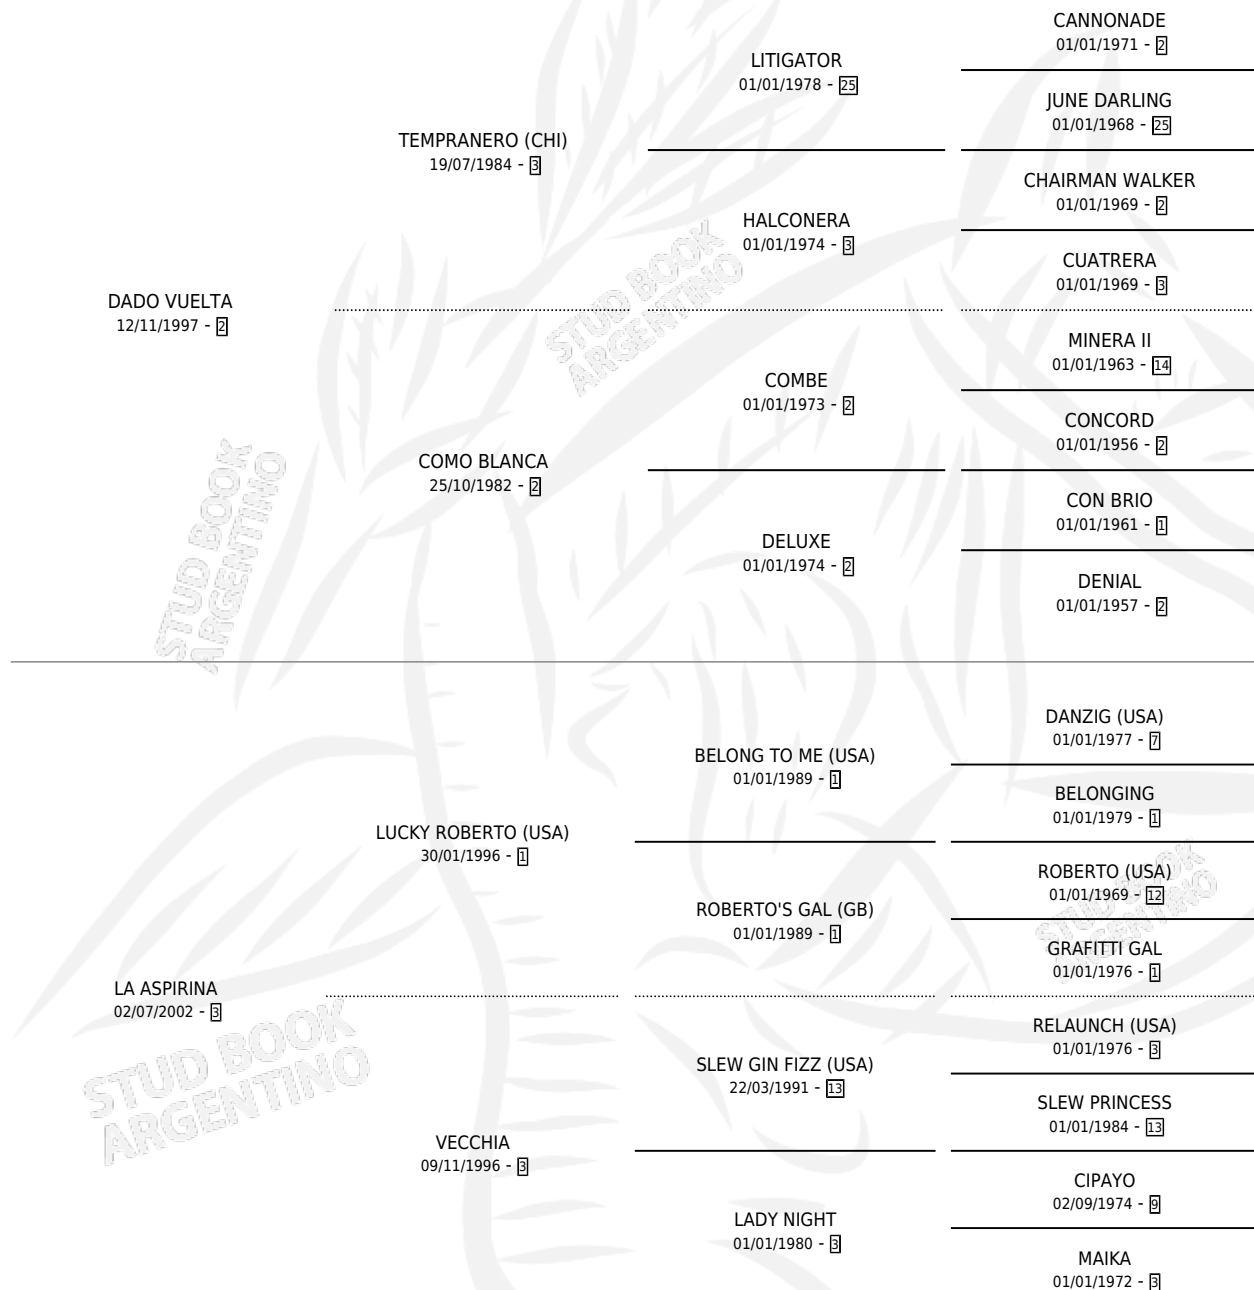 CANNONADE
01/01/1971 - 2
LITIGATOR
01/01/1978 - 25
JUNE DARLING
01/01/1968 - 25
TEMPRANERO (CHI)
19/07/1984 - 3
CHAIRMAN WALKER
01/01/1969 - 2
HALCONERA
01/01/1974 - 3
CUATRERA
01/01/1969 - 3
DADO VUELTA
12/11/1997 - 2
MINERA II
01/01/1963 - 14
COMBE
01/01/1973 - 2
CONCORD
01/01/1956 - 2
COMO BLANCA
25/10/1982 - 2
CON BRIO
01/01/1961 - 1
DELUXE
01/01/1974 - 2
DENIAL
01/01/1957 - 2
STUD BOOK
ARGENTINO
STUD BOOK
ARGENTINO
DANZIG (USA)
01/01/1977 - 7
BELONG TO ME (USA)
01/01/1989 - 1
BELONGING
01/01/1979 - 1
LUCKY ROBERTO (USA)
30/01/1996 - 1
ROBERTO (USA)
01/01/1969 - 12
ROBERTO'S GAL (GB)
01/01/1989 - 1
GRAFITTI GAL
01/01/1976 - 1
LA ASPIRINA
02/07/2002 - 3
RELAUNCH (USA)
01/01/1976 - 3
SLEW GIN FIZZ (USA)
22/03/1991 - 13
SLEW PRINCESS
01/01/1984 - 13
VECCHIA
09/11/1996 - 3
CIPAYO
02/09/1974 - 9
LADY NIGHT
01/01/1980 - 3
MAIKA
01/01/1972 - 3
STUD BOOK
ARGENTINO
STUD BOOK
ARGENTINO